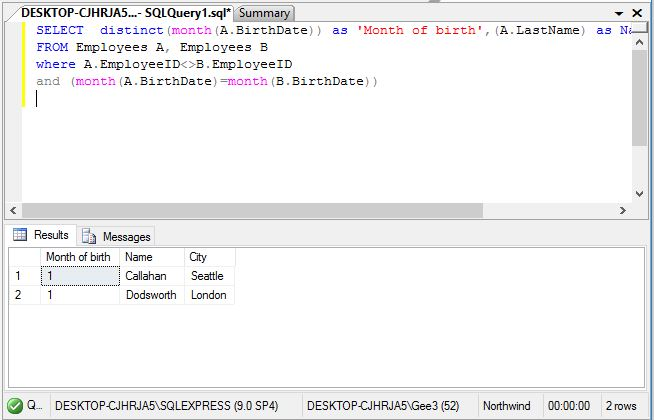 DESKTOP-CJHRJA5...- SQLQuery1.sql* Summary
SELECT distinct(month(A.BirthDate)) as 'Month of birth',(A.LastName) as
FROM Employees A, Employees B
where A.EmployeeID<>B.EmployeeID
and (month(A.BirthDate)=month(B.BirthDate))
Results Messages
Month of birth Name City
1 1 Callahan Seattle
2 1 Dodsworth London
Q... DESKTOP-CJHRJA5\SQLEXPRESS (9.0 SP4) DESKTOP-CJHRJA5\Gee3 (52) Northwind 00:00:00 2 rows